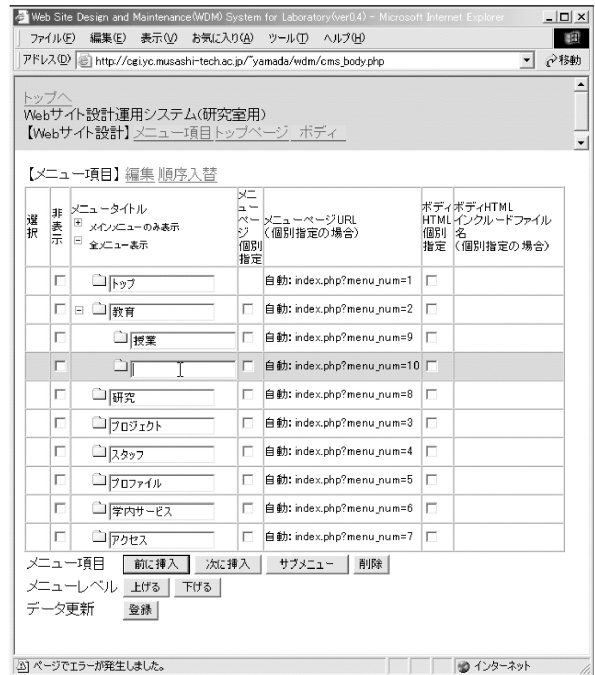 Web Site Design and Maintenance(WDM) System for Laboratory(ver0.4) - Microsoft Internet Explorer
ファイル(F) 編集(E) 表示(V) お気に入り(A) ツール(T) ヘルプ(H)
アドレス(D) http://cgi.yc.musashi-tech.ac.jp/~yamada/wdm/cms_body.php 移動
トップへ
Webサイト設計運用システム(研究室用)
【Webサイト設計】 メニュー項目 トップページ ボディ
【メニュー項目】 編集 順序入替
選択 非表示 メニュータイトル メニューページ個別指定 メニューページURL (個別指定の場合) ボディHTML個別指定 ボディHTMLインクルードファイル名 (個別指定の場合)
メインメニューのみ表示
全メニュー表示
トップ 自動: index.php?menu_num=1
教育 自動: index.php?menu_num=2
授業 自動: index.php?menu_num=9
自動: index.php?menu_num=10
研究 自動: index.php?menu_num=8
プロジェクト 自動: index.php?menu_num=3
スタッフ 自動: index.php?menu_num=4
プロファイル 自動: index.php?menu_num=5
学内サービス 自動: index.php?menu_num=6
アクセス 自動: index.php?menu_num=7
メニュー項目 前に挿入 次に挿入 サブメニュー 削除
メニューレベル 上げる 下げる
データ更新 登録
ページでエラーが発生しました。 インターネット